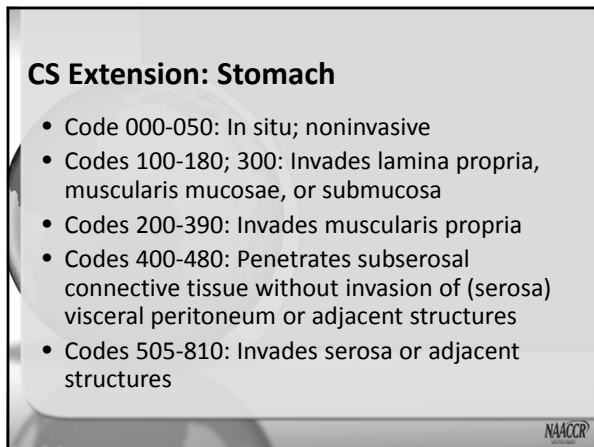 CS Extension: Stomach
• Code 000-050: In situ; noninvasive
• Codes 100-180; 300: Invades lamina propria,
muscularis mucosae, or submucosa
• Codes 200-390: Invades muscularis propria
• Codes 400-480: Penetrates subserosal
connective tissue without invasion of (serosa)
visceral peritoneum or adjacent structures
• Codes 505-810: Invades serosa or adjacent
structures
NAACCR